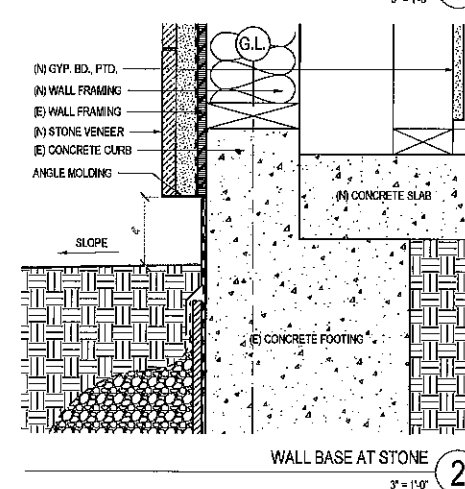 G.L.
(N) GYP. BD., PTD.
(N) WALL FRAMING
(E) WALL FRAMING
(N) STONE VENEER
(E) CONCRETE CURB
ANGLE MOLDING
(N) CONCRETE SLAB
SLOPE
(E) CONCRETE FOOTING
WALL BASE AT STONE
2
3" = 1'-0"